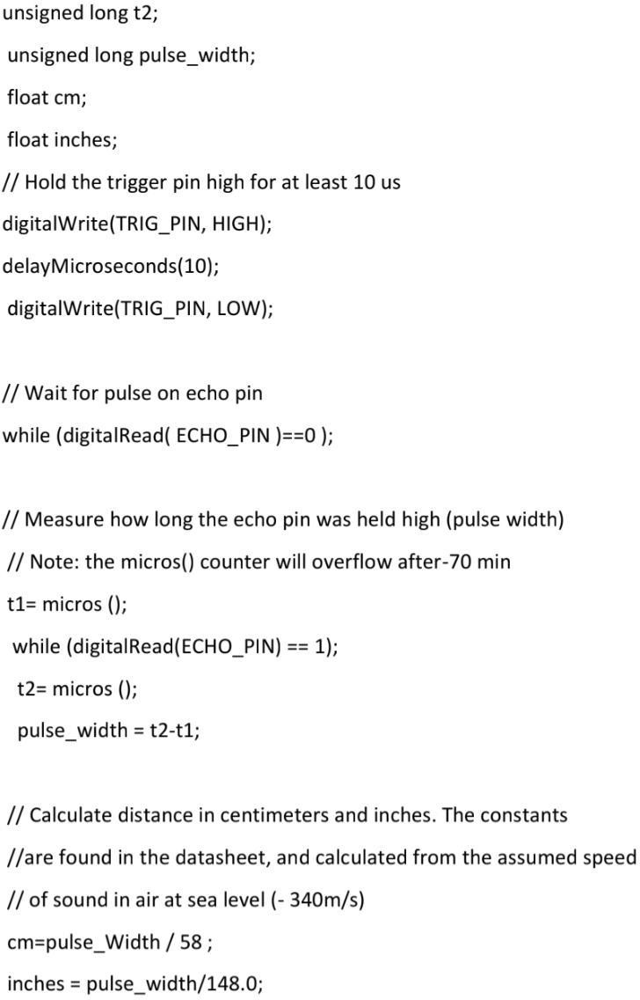 unsigned long t2;
unsigned long pulse_width;
float cm;
float inches;
// Hold the trigger pin high for at least 10 us
digitalWrite(TRIG_PIN, HIGH);
delayMicroseconds(10);
digitalWrite(TRIG_PIN, LOW);
// Wait for pulse on echo pin
while (digitalRead( ECHO_PIN )==0 );
// Measure how long the echo pin was held high (pulse width)
// Note: the micros() counter will overflow after-70 min
t1= micros ();
while (digitalRead(ECHO_PIN) == 1);
t2= micros ();
pulse_width = t2-t1;
// Calculate distance in centimeters and inches. The constants
//are found in the datasheet, and calculated from the assumed speed
// of sound in air at sea level (- 340m/s)
cm=pulse_Width / 58 ;
inches = pulse_width/148.0;